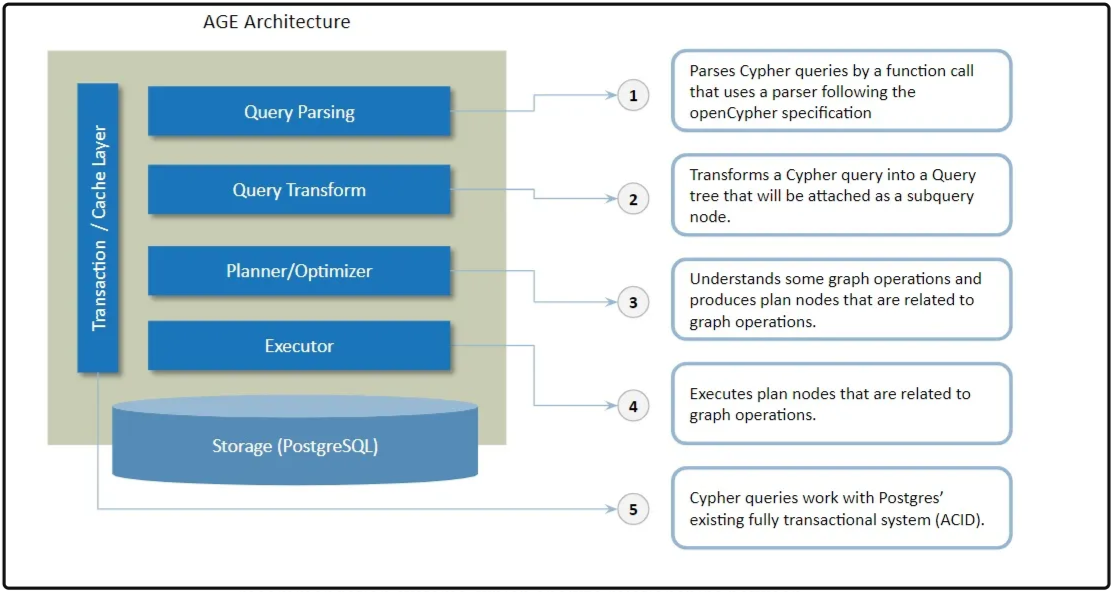 AGE Architecture
Transaction / Cache Layer
Query Parsing
Query Transform
Planner/Optimizer
Executor
Storage (PostgreSQL)
1
Parses Cypher queries by a function call
that uses a parser following the
openCypher specification
2
Transforms a Cypher query into a Query
tree that will be attached as a subquery
node.
3
Understands some graph operations and
produces plan nodes that are related to
graph operations.
4
Executes plan nodes that are related to
graph operations.
5
Cypher queries work with Postgres’
existing fully transactional system (ACID).